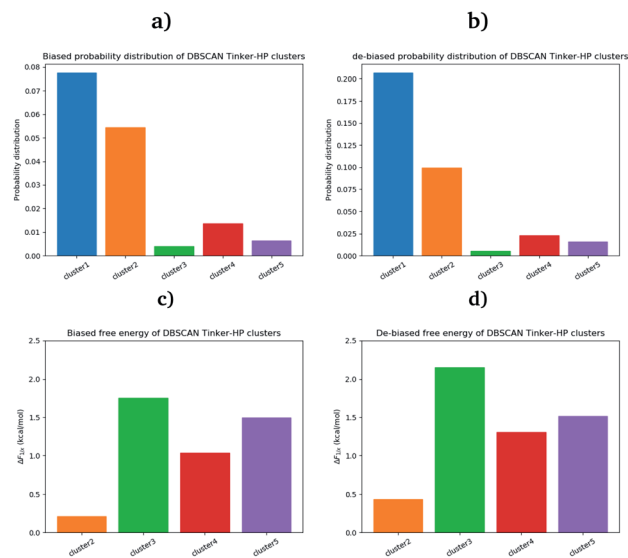 a)
Biased probability distribution of DBSCAN Tinker-HP clusters
Probability distribution
0.08
0.07
0.06
0.05
0.04
0.03
0.02
0.01
0.00
cluster1
cluster2
cluster3
cluster4
cluster5
b)
de-biased probability distribution of DBSCAN Tinker-HP clusters
Probability distribution
0.200
0.175
0.150
0.125
0.100
0.075
0.050
0.025
0.000
cluster1
cluster2
cluster3
cluster4
cluster5
c)
Biased free energy of DBSCAN Tinker-HP clusters
ΔF1/x (kcal/mol)
2.5
2.0
1.5
1.0
0.5
0.0
cluster2
cluster3
cluster4
cluster5
d)
De-biased free energy of DBSCAN Tinker-HP clusters
ΔF1/x (kcal/mol)
2.5
2.0
1.5
1.0
0.5
0.0
cluster2
cluster3
cluster4
cluster5